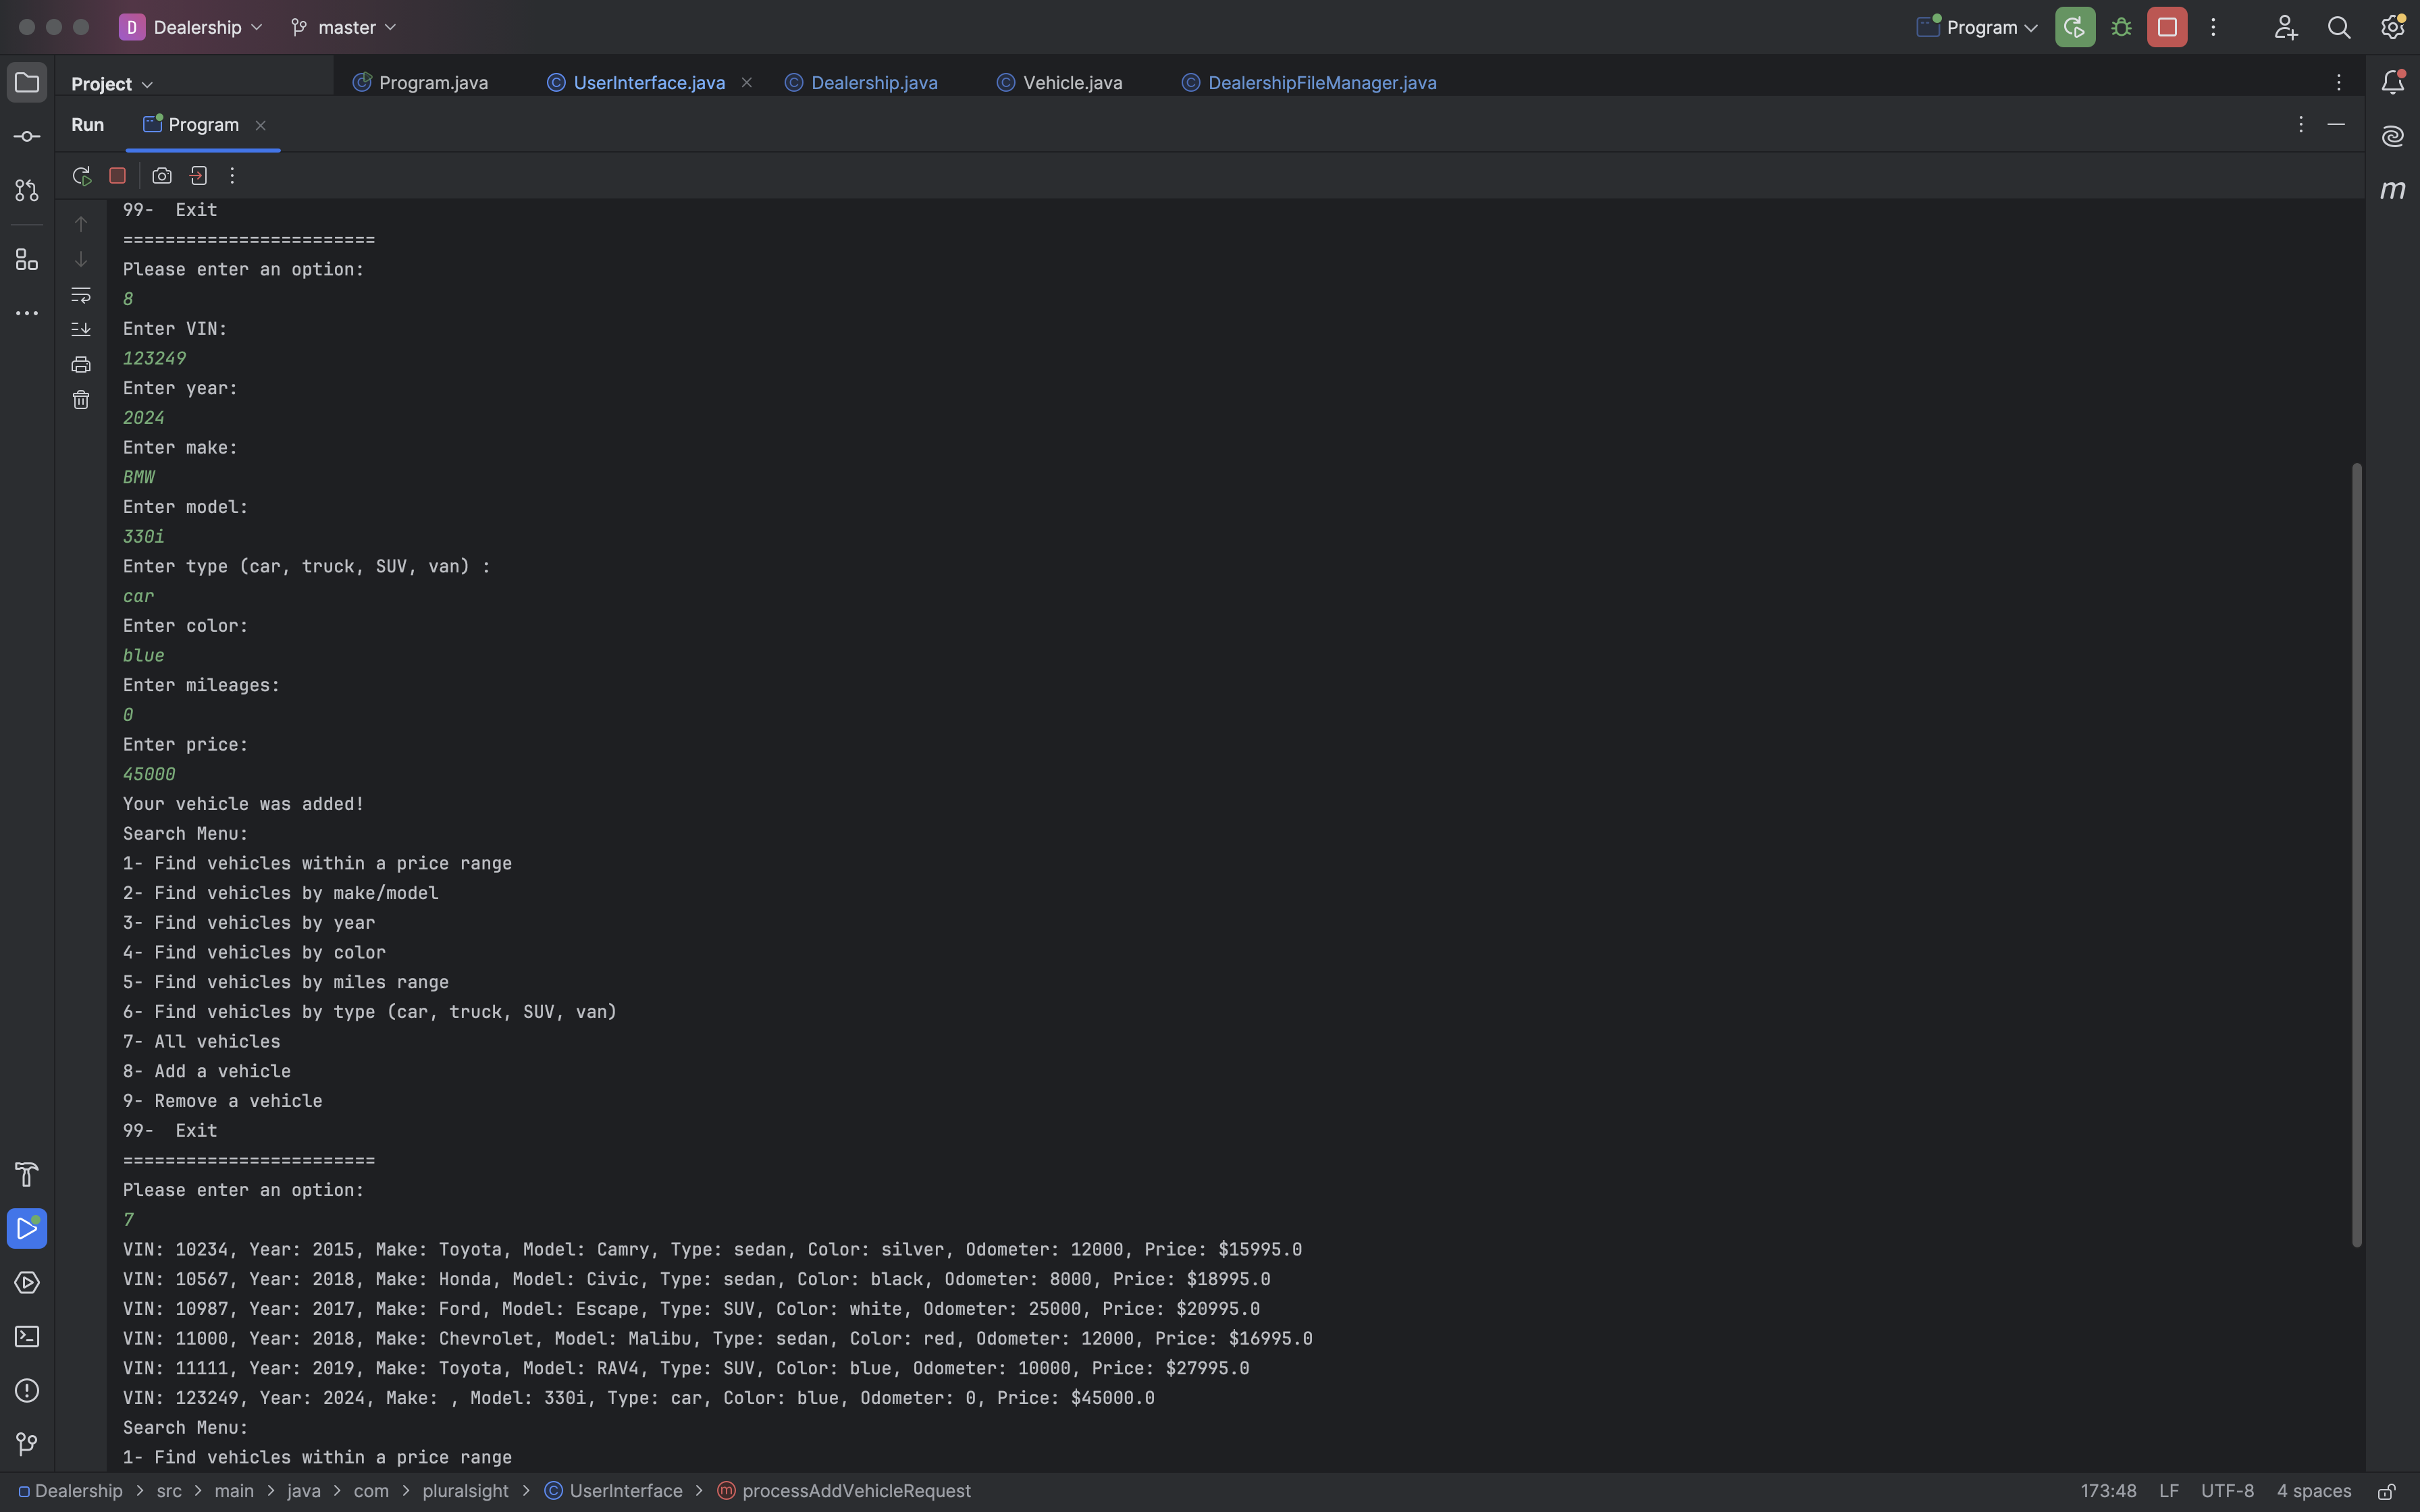 D Dealership master Program
Project Program.java UserInterface.java Dealership.java Vehicle.java DealershipFileManager.java
Run Program
99-  Exit
========================
Please enter an option:
8
Enter VIN:
123249
Enter year:
2024
Enter make:
BMW
Enter model:
330i
Enter type (car, truck, SUV, van) :
car
Enter color:
blue
Enter mileages:
0
Enter price:
45000
Your vehicle was added!
Search Menu:
1- Find vehicles within a price range
2- Find vehicles by make/model
3- Find vehicles by year
4- Find vehicles by color
5- Find vehicles by miles range
6- Find vehicles by type (car, truck, SUV, van)
7- All vehicles
8- Add a vehicle
9- Remove a vehicle
99-  Exit
========================
Please enter an option:
7
VIN: 10234, Year: 2015, Make: Toyota, Model: Camry, Type: sedan, Color: silver, Odometer: 12000, Price: $15995.0
VIN: 10567, Year: 2018, Make: Honda, Model: Civic, Type: sedan, Color: black, Odometer: 8000, Price: $18995.0
VIN: 10987, Year: 2017, Make: Ford, Model: Escape, Type: SUV, Color: white, Odometer: 25000, Price: $20995.0
VIN: 11000, Year: 2018, Make: Chevrolet, Model: Malibu, Type: sedan, Color: red, Odometer: 12000, Price: $16995.0
VIN: 11111, Year: 2019, Make: Toyota, Model: RAV4, Type: SUV, Color: blue, Odometer: 10000, Price: $27995.0
VIN: 123249, Year: 2024, Make: , Model: 330i, Type: car, Color: blue, Odometer: 0, Price: $45000.0
Search Menu:
1- Find vehicles within a price range
Dealership > src > main > java > com > pluralsight > UserInterface > processAddVehicleRequest 173:48 LF UTF-8 4 spaces